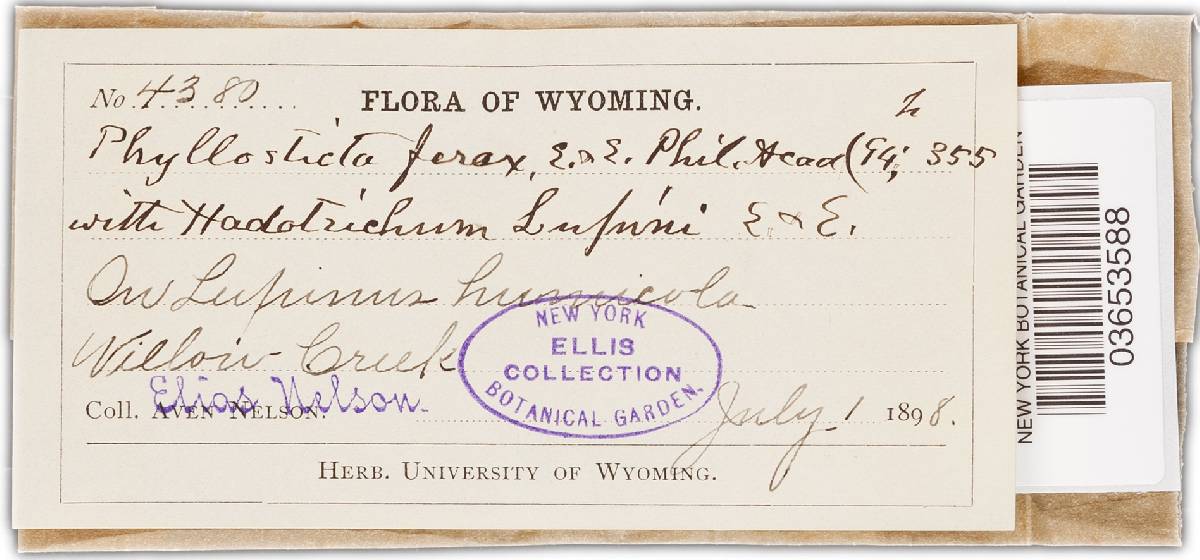 No. 4380 FLORA OF WYOMING.
Phyllosticta ferax, E. & E. Phil. Acad (94; 355
with Hadotrichum Lupini E. & E.
On Lupinus humicola
Willow Creek
Elias Nelson.
Coll. AVEN NELSON. July 1 1898.
NEW YORK
ELLIS
COLLECTION
BOTANICAL GARDEN.
HERB. UNIVERSITY OF WYOMING.
NEW YORK BOTANICAL GARDEN
03653588